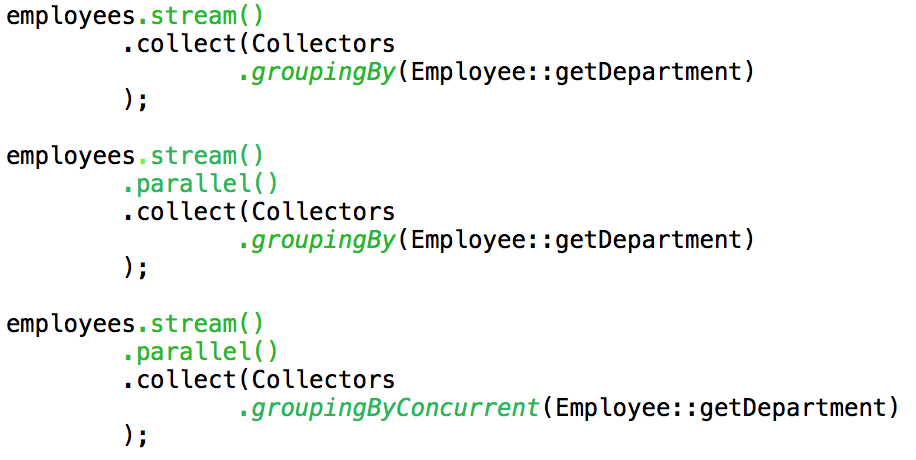 employees.stream()
.collect(Collectors
.groupingBy(Employee::getDepartment)
);
employees.stream()
.parallel()
.collect(Collectors
.groupingBy(Employee::getDepartment)
);
employees.stream()
.parallel()
.collect(Collectors
.groupingByConcurrent(Employee::getDepartment)
);